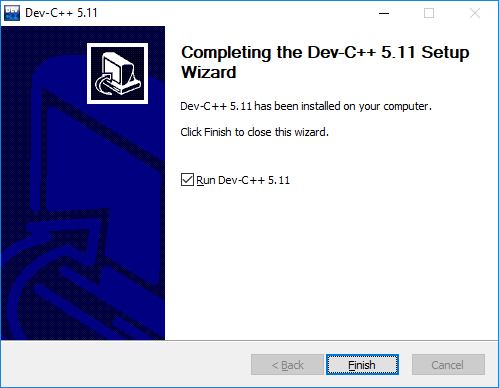 Dev-C++ 5.11
Completing the Dev-C++ 5.11 Setup
Wizard
Dev-C++ 5.11 has been installed on your computer.
Click Finish to close this wizard.
Run Dev-C++ 5.11
< Back
Finish
Cancel